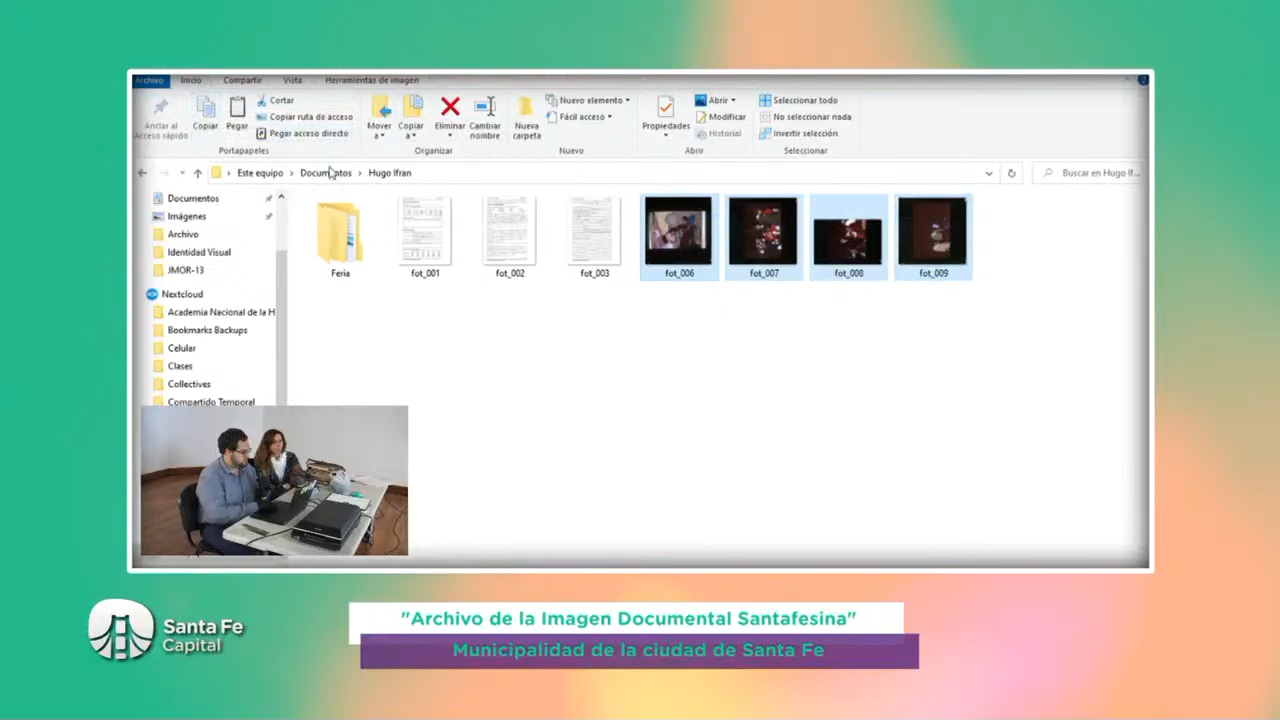 Archivo Inicio Compartir Vista Herramientas de imagen
Anclar al Acceso rápido
Copiar
Pegar
Cortar
Copiar ruta de acceso
Pegar acceso directo
Mover a
Copiar a
Eliminar
Cambiar nombre
Nueva carpeta
Nuevo elemento
Fácil acceso
Propiedades
Abrir
Modificar
Historial
Seleccionar todo
No seleccionar nada
Invertir selección
Portapapeles Organizar Nuevo Abrir Seleccionar
Este equipo > Documentos > Hugo Ifran
Buscar en Hugo If...
Documentos
Imágenes
Archivo
Identidad Visual
JMOR-13
Nextcloud
Academia Nacional de la H
Bookmarks Backups
Celular
Clases
Collectives
Compartido Temporal
Feria fot_001 fot_002 fot_003 fot_006 fot_007 fot_008 fot_009
Santa Fe
Capital
"Archivo de la Imagen Documental Santafesina"
Municipalidad de la ciudad de Santa Fe